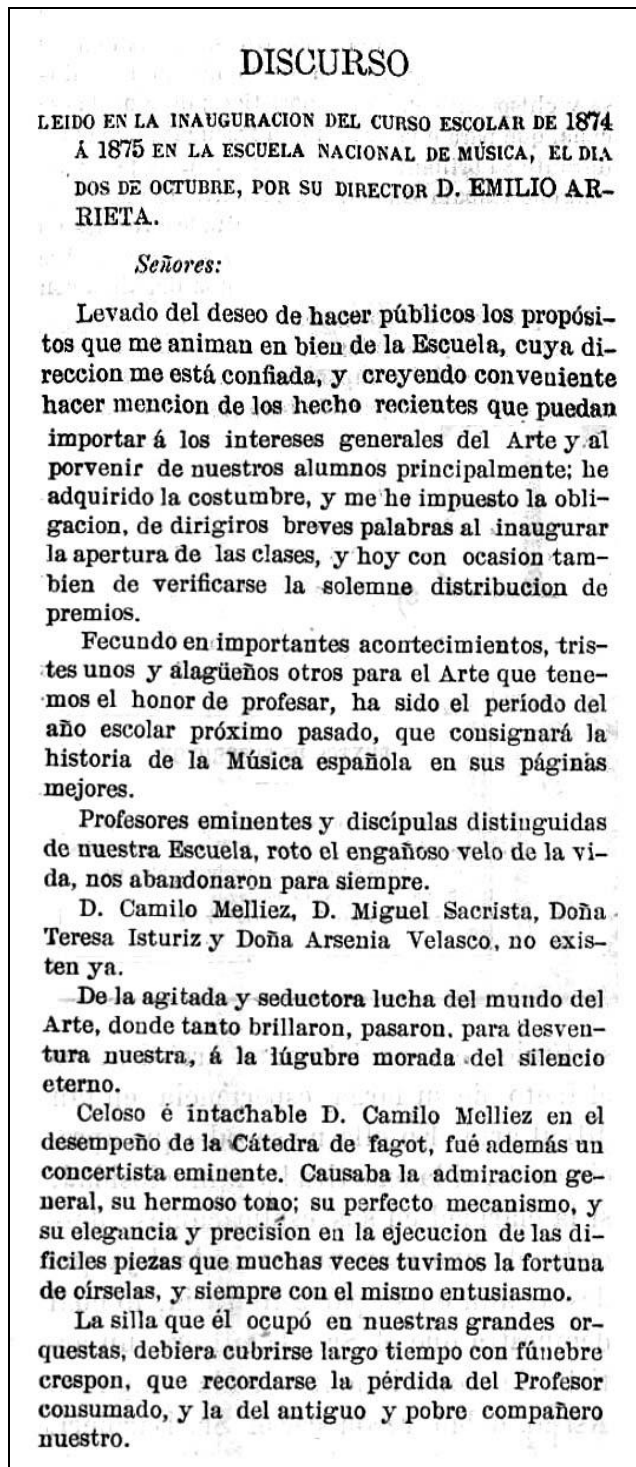 DISCURSO
LEIDO EN LA INAUGURACION DEL CURSO ESCOLAR DE 1874
Á 1875 EN LA ESCUELA NACIONAL DE MÚSICA, EL DIA
DOS DE OCTUBRE, POR SU DIRECTOR D. EMILIO AR-
RIETA.
Señores:
Levado del deseo de hacer públicos los propósi-
tos que me animan en bien de la Escuela, cuya di-
reccion me está confiada, y creyendo conveniente
hacer mencion de los hecho recientes que puedan
importar á los intereses generales del Arte y al
porvenir de nuestros alumnos principalmente; he
adquirido la costumbre, y me he impuesto la obli-
gacion, de dirigiros breves palabras al inaugurar
la apertura de las clases, y hoy con ocasion tam-
bien de verificarse la solemne distribucion de
premios.
Fecundo en importantes acontecimientos, tris-
tes unos y alagüeños otros para el Arte que tene-
mos el honor de profesar, ha sido el período del
año escolar próximo pasado, que consignará la
historia de la Música española en sus páginas
mejores.
Profesores eminentes y discípulas distinguidas
de nuestra Escuela, roto el engañoso velo de la vi-
da, nos abandonaron para siempre.
D. Camilo Melliez, D. Miguel Sacrista, Doña
Teresa Isturiz y Doña Arsenia Velasco, no exis-
ten ya.
De la agitada y seductora lucha del mundo del
Arte, donde tanto brillaron, pasaron, para desven-
tura nuestra, á la lúgubre morada del silencio
eterno.
Celoso é intachable D. Camilo Melliez en el
desempeño de la Cátedra de fagot, fué además un
concertista eminente. Causaba la admiracion ge-
neral, su hermoso tono; su perfecto mecanismo, y
su elegancia y precisíon en la ejecucion de las di-
ficiles piezas que muchas veces tuvimos la fortuna
de oírselas, y siempre con el mismo entusiasmo.
La silla que él ocupó en nuestras grandes or-
questas, debiera cubrirse largo tiempo con fúnebre
crespon, que recordarse la pérdida del Profesor
consumado, y la del antiguo y pobre compañero
nuestro.